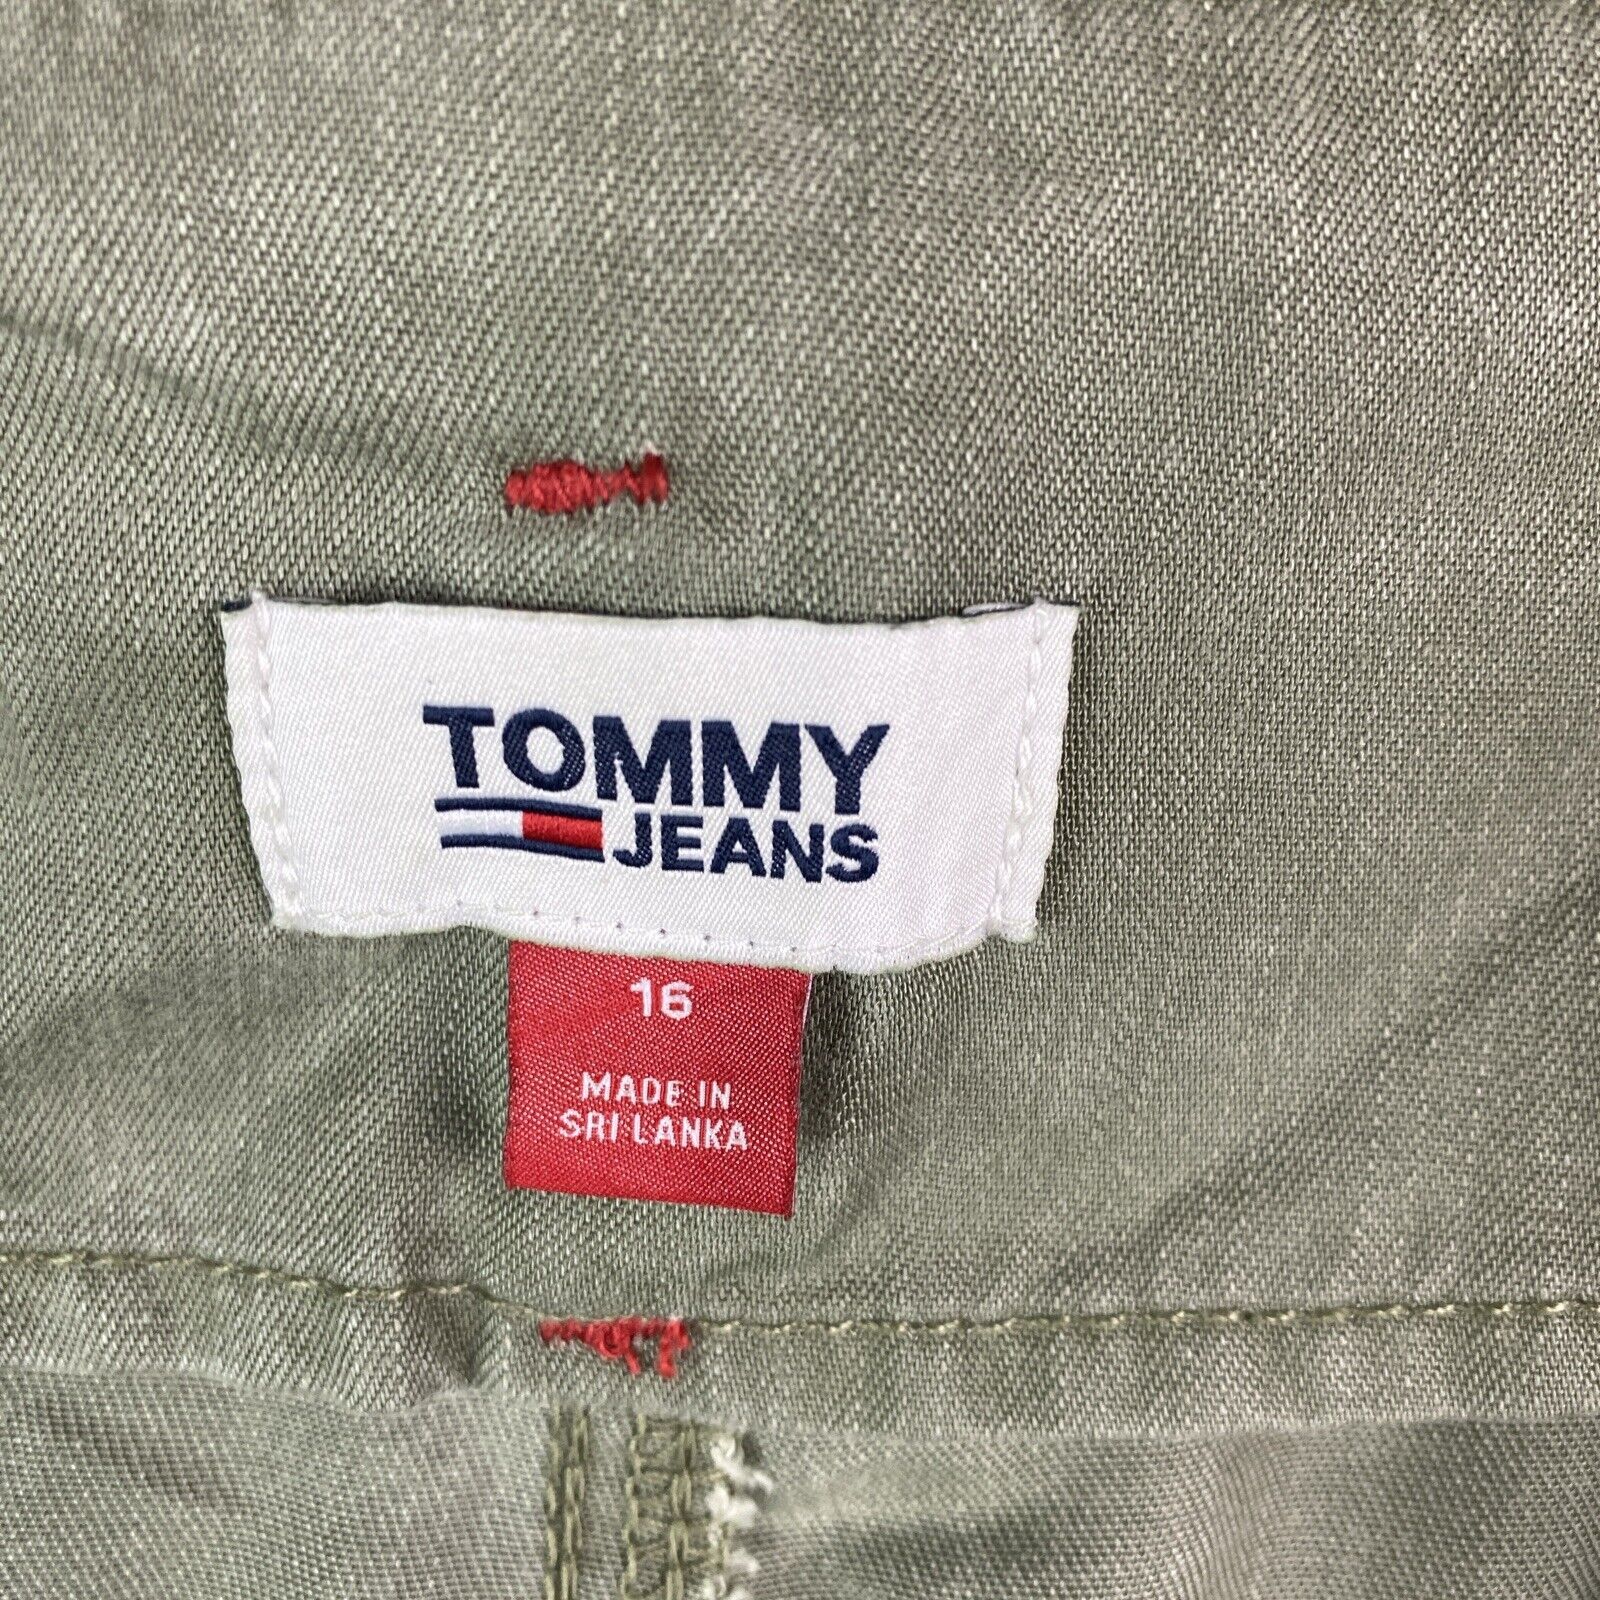 TOMMY
JEANS
16
MADE IN
SRI LANKA